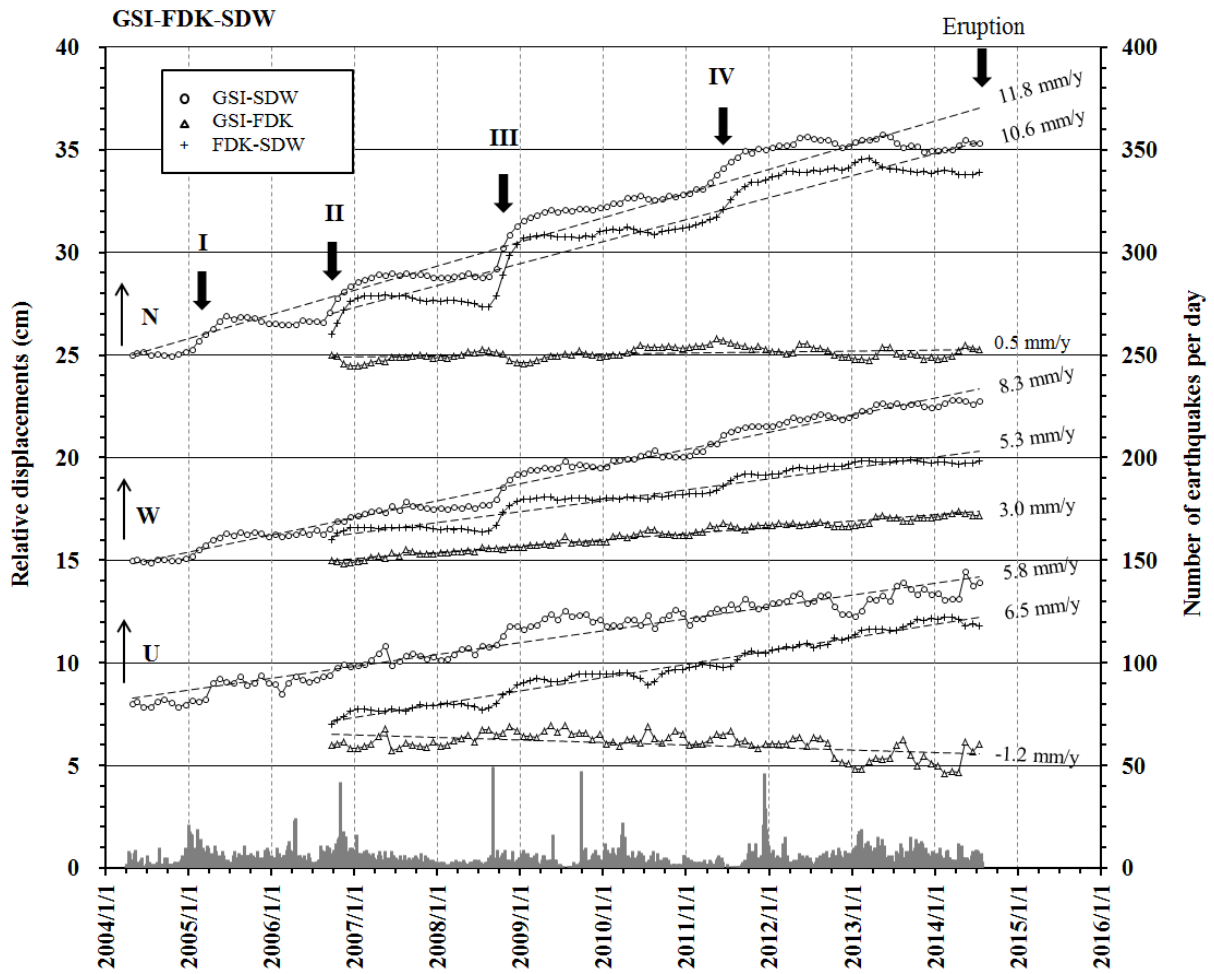 GSI-FDK-SDW
Eruption
GSI-SDW
GSI-FDK
FDK-SDW
I
II
III
IV
N
W
U
11.8 mm/y
10.6 mm/y
0.5 mm/y
8.3 mm/y
5.3 mm/y
3.0 mm/y
5.8 mm/y
6.5 mm/y
-1.2 mm/y
Relative displacements (cm)
40
35
30
25
20
15
10
5
0
Number of earthquakes per day
400
350
300
250
200
150
100
50
0
2004/1/1
2005/1/1
2006/1/1
2007/1/1
2008/1/1
2009/1/1
2010/1/1
2011/1/1
2012/1/1
2013/1/1
2014/1/1
2015/1/1
2016/1/1